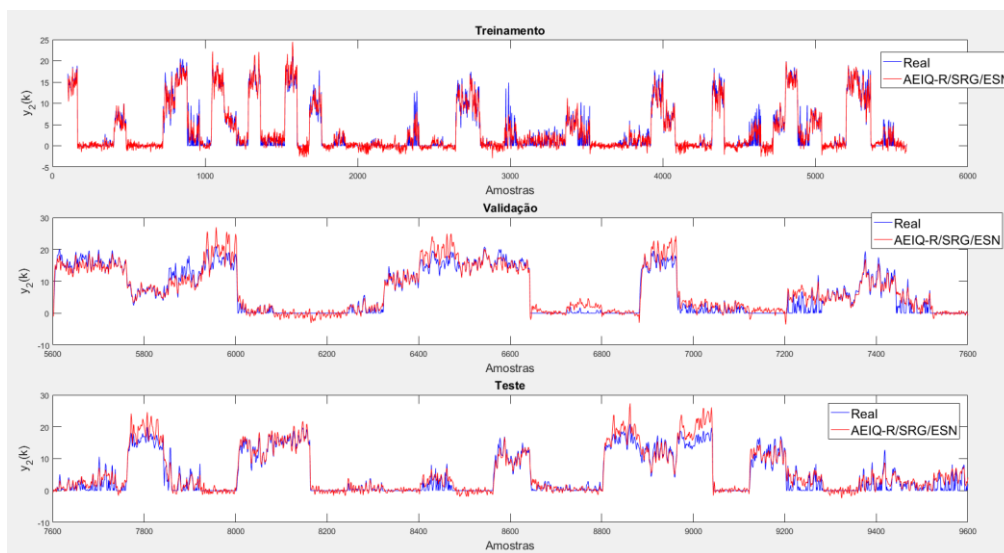 Treinamento
25
20
15
10
5
0
-5
y2(k)
Real
AEIQ-R/SRG/ESN
0 1000 2000 3000 4000 5000 6000
Amostras
Validação
30
20
10
0
-10
y2(k)
Real
AEIQ-R/SRG/ESN
5600 5800 6000 6200 6400 6600 6800 7000 7200 7400 7600
Amostras
Teste
30
20
10
0
-10
y2(k)
Real
AEIQ-R/SRG/ESN
7600 7800 8000 8200 8400 8600 8800 9000 9200 9400 9600
Amostras